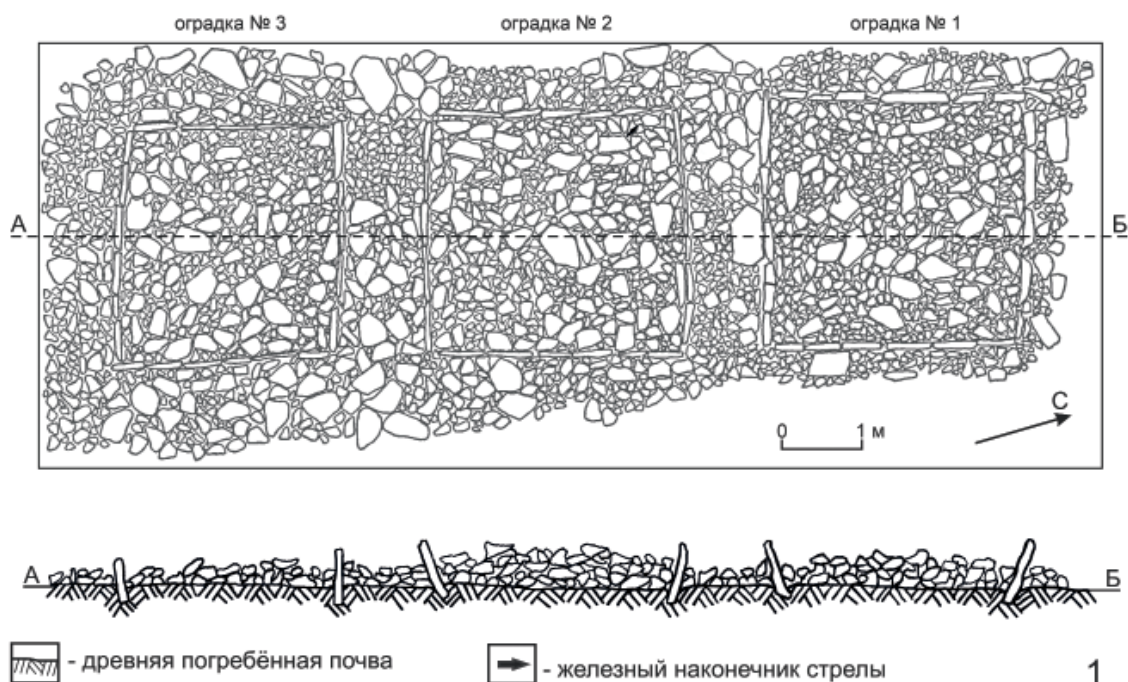 оградка № 3 оградка № 2 оградка № 1
А Б
С
0 1 м
А Б
- древняя погребённая почва - железный наконечник стрелы 1